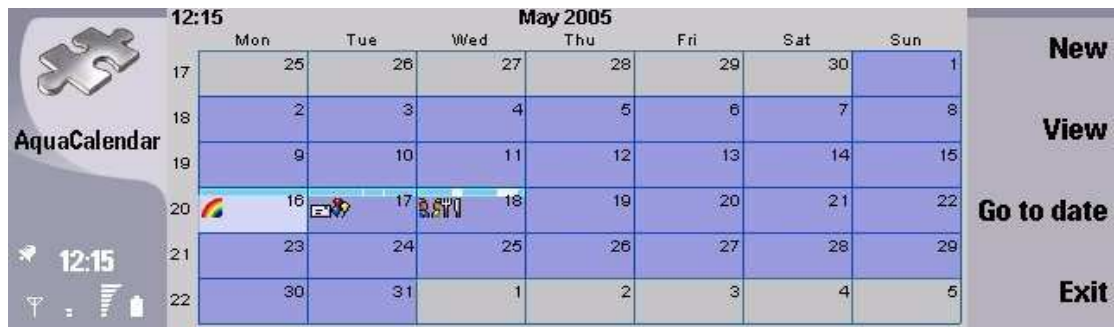 12:15 May 2005
Mon Tue Wed Thu Fri Sat Sun
17 25 26 27 28 29 30 1
18 2 3 4 5 6 7 8
19 9 10 11 12 13 14 15
20 16 17 18 19 20 21 22
21 23 24 25 26 27 28 29
22 30 31 1 2 3 4 5
AquaCalendar
12:15
New
View
Go to date
Exit